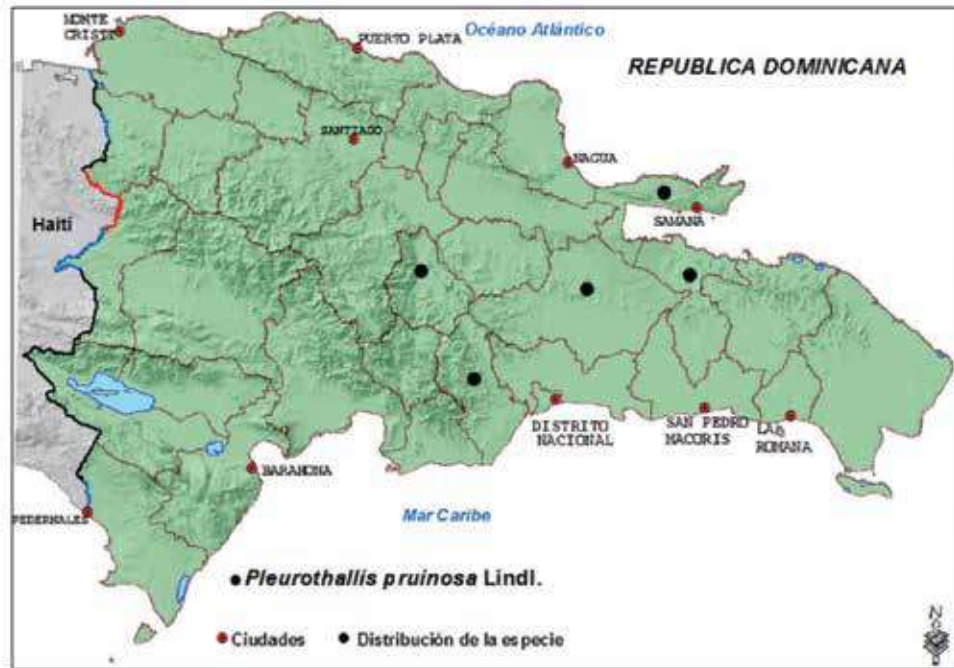 MONTE
CRISTI
PUERTO PLATA
Océano Atlántico
REPUBLICA DOMINICANA
SANTIAGO
NAGUA
SAMANA
Haití
DISTRITO
NACIONAL
SAN PEDRO
MACORIS
LA
ROMANA
BARAHONA
PEDERNALES
Mar Caribe
Pleurothallis pruinosa Lindl.
Ciudades
Distribución de la especie